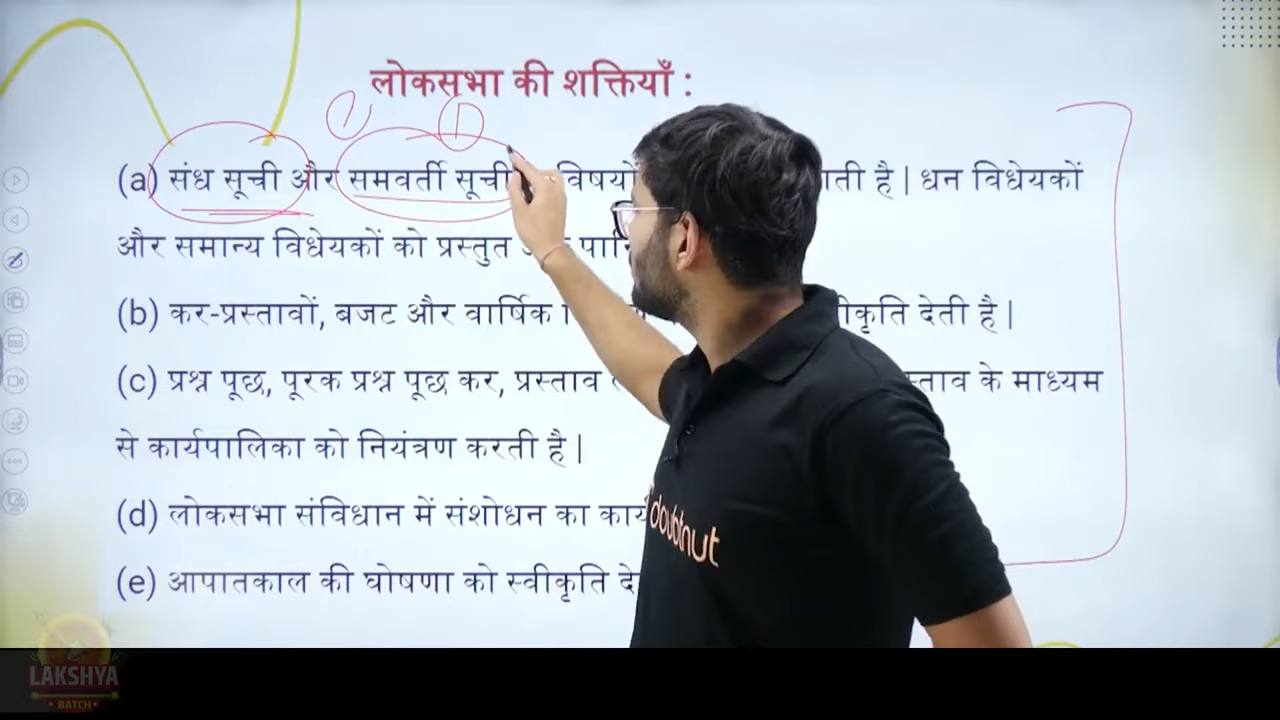 लोकसभा की शक्तियाँ :
(a) संध सूची और समवर्ती सूची विषयों है | धन विधेयकों
और समान्य विधेयकों को प्रस्तुत
(b) कर-प्रस्तावों, बजट और वार्षिक देती है |
(c) प्रश्न पूछ, पूरक प्रश्न पूछ कर, प्रस्ताव के माध्यम
से कार्यपालिका को नियंत्रण करती है |
(d) लोकसभा संविधान में संशोधन का
(e) आपातकाल की घोषणा को स्वीकृति
doubtnut
LAKSHYA
BATCH